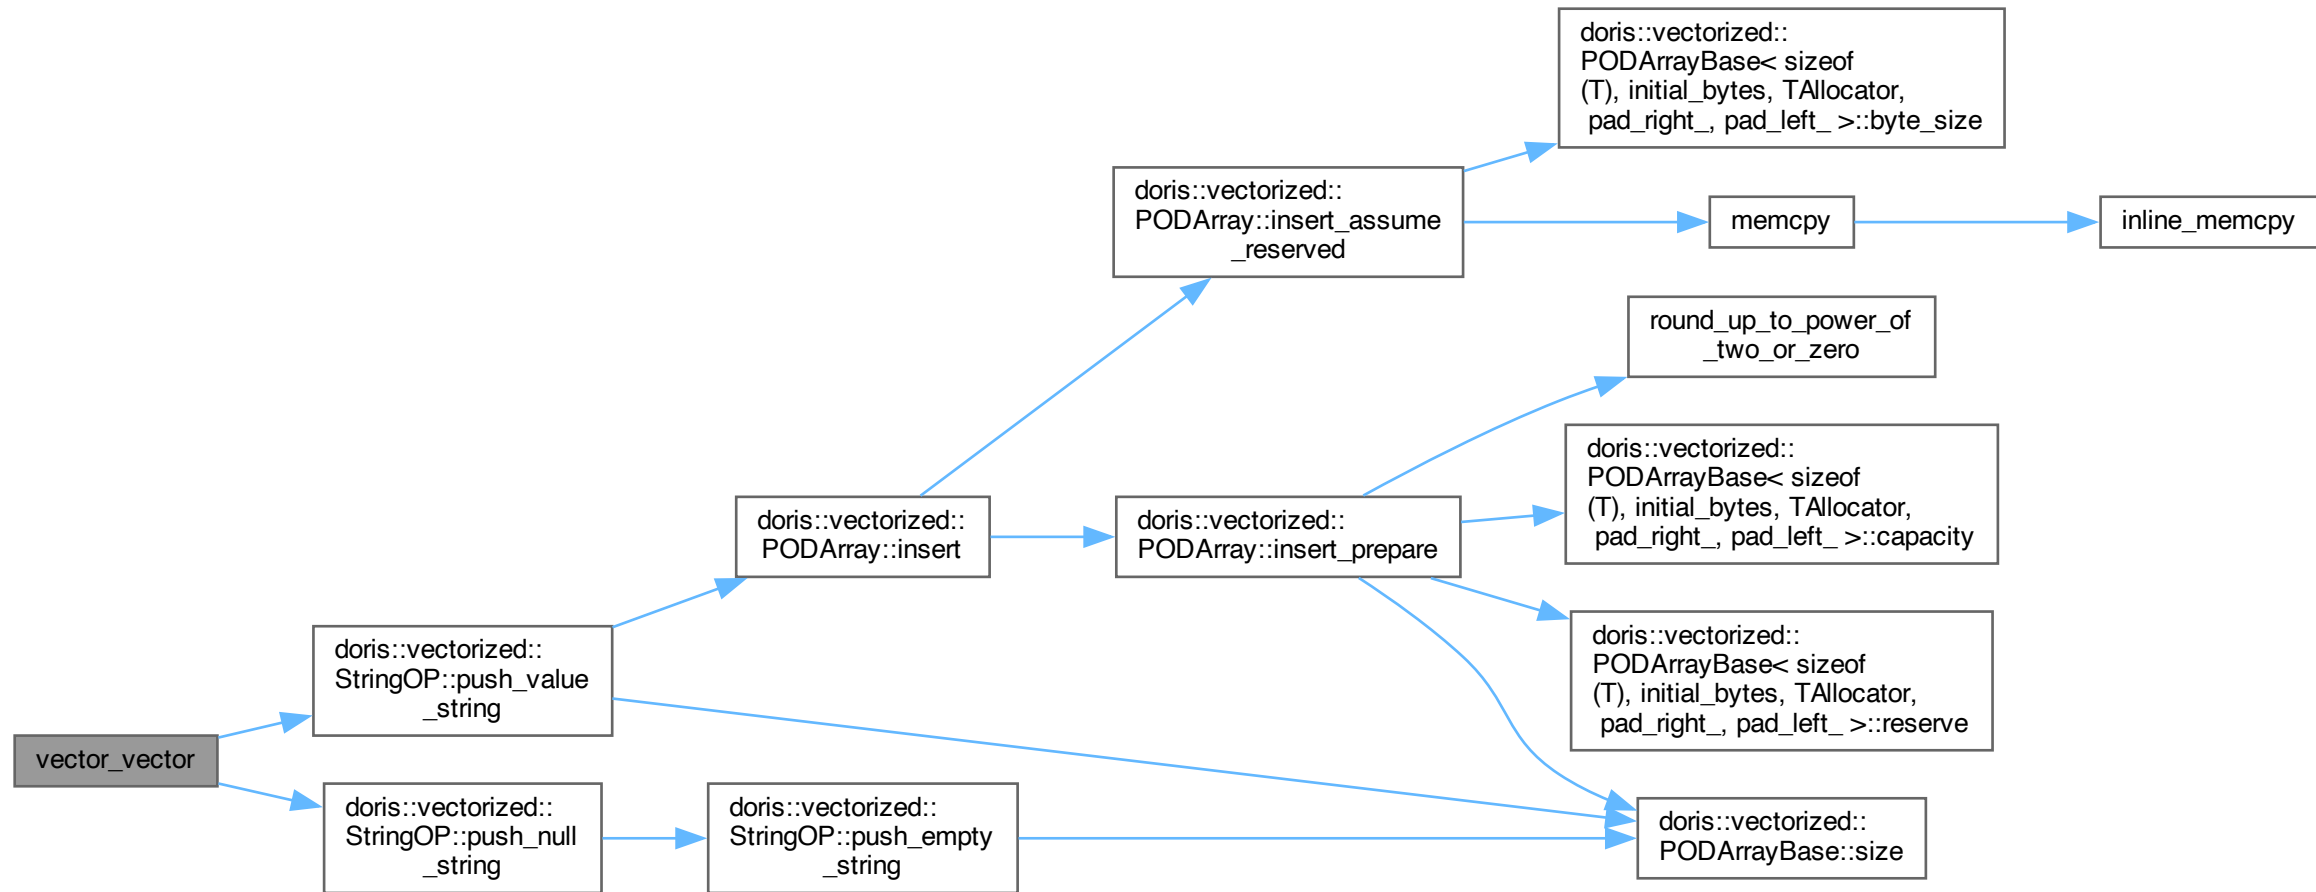 doris::vectorized::
PODArrayBase< sizeof
(T), initial_bytes, TAllocator,
pad_right_, pad_left_ >::byte_size
doris::vectorized::
PODArray::insert_assume
_reserved
memcpy
inline_memcpy
round_up_to_power_of
_two_or_zero
doris::vectorized::
PODArrayBase< sizeof
(T), initial_bytes, TAllocator,
pad_right_, pad_left_ >::capacity
doris::vectorized::
PODArray::insert
doris::vectorized::
PODArray::insert_prepare
doris::vectorized::
PODArrayBase< sizeof
(T), initial_bytes, TAllocator,
pad_right_, pad_left_ >::reserve
doris::vectorized::
StringOP::push_value
_string
vector_vector
doris::vectorized::
StringOP::push_null
_string
doris::vectorized::
StringOP::push_empty
_string
doris::vectorized::
PODArrayBase::size